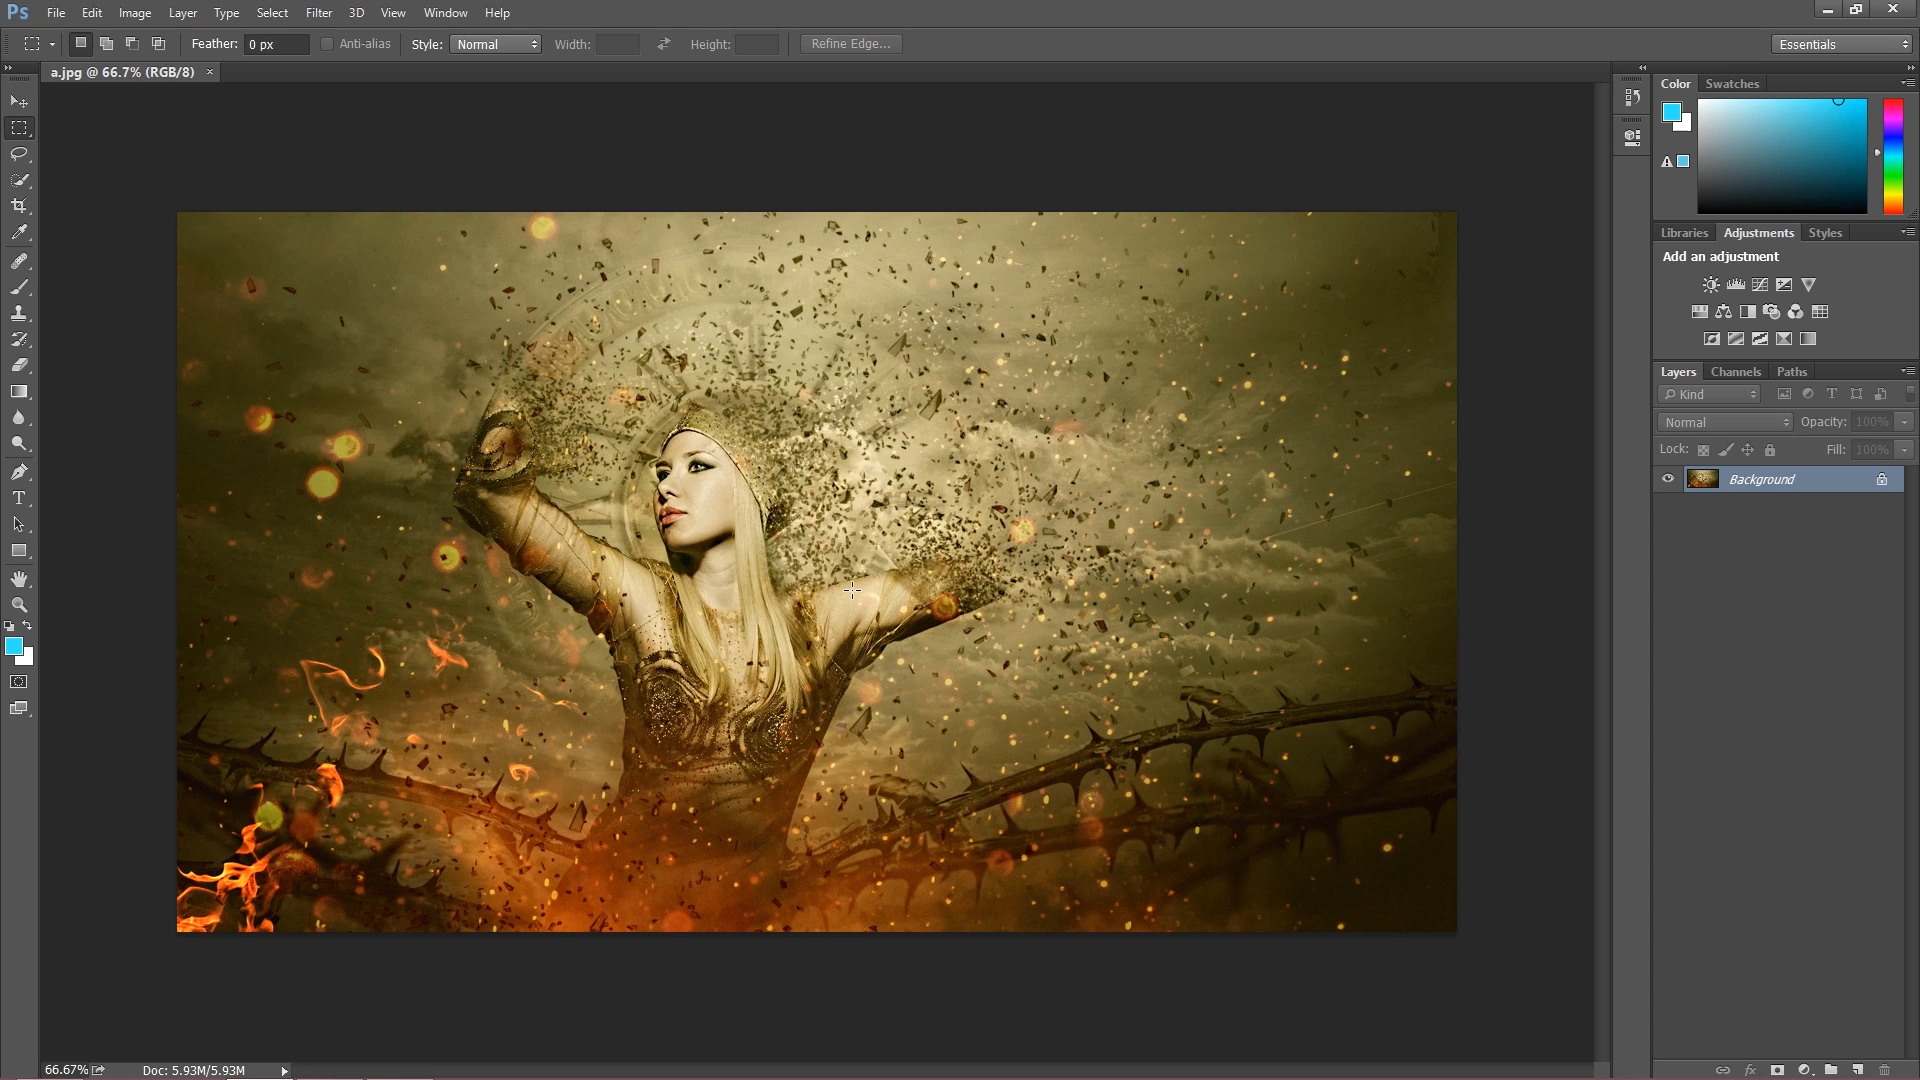 Ps File Edit Image Layer Type Select Filter 3D View Window Help
Feather: 0 px Anti-alias Style: Normal Width: Height: Refine Edge... Essentials
a.jpg @ 66.7% (RGB/8) ×
Color Swatches
Libraries Adjustments Styles
Add an adjustment
Layers Channels Paths
Kind
Normal Opacity: 100%
Lock: Fill: 100%
Background
66.67% Doc: 5.93M/5.93M